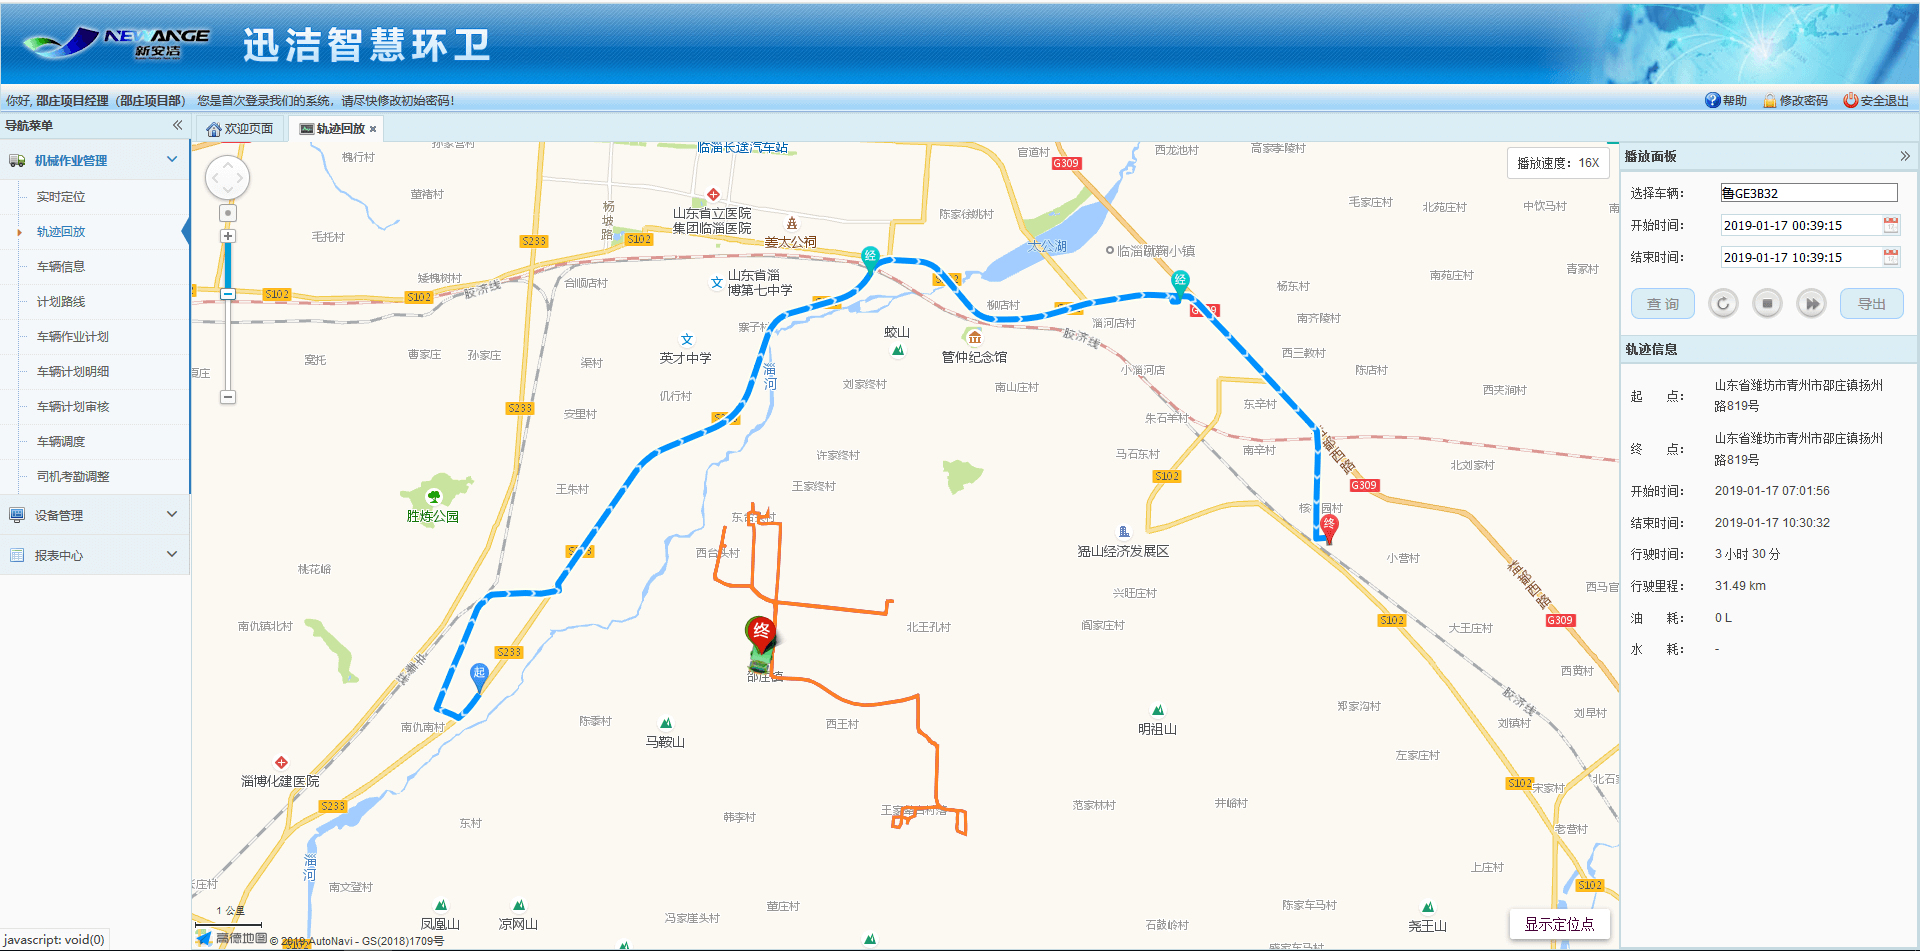 NEWANGE
新安洁
迅洁智慧环卫
你好, 邵庄项目经理（邵庄项目部） 您是首次登录我们的系统，请尽快修改初始密码！
帮助 修改密码 安全退出
导航菜单
欢迎页面
轨迹回放
机械作业管理
实时定位
轨迹回放
车辆信息
计划路线
车辆作业计划
车辆计划明细
车辆计划审核
车辆调度
司机考勤调整
设备管理
报表中心
播放速度：16X
播放面板
选择车辆： 鲁GE3B32
开始时间： 2019-01-17 00:39:15
结束时间： 2019-01-17 10:39:15
查询 导出
轨迹信息
起 点： 山东省潍坊市青州市邵庄镇扬州
路819号
终 点： 山东省潍坊市青州市邵庄镇扬州
路819号
开始时间： 2019-01-17 07:01:56
结束时间： 2019-01-17 10:30:32
行驶时间： 3 小时 30 分
行驶里程： 31.49 km
油 耗： 0 L
水 耗： -
槐行村
临淄长途汽车站
官道村
G309
西龙池村
高家孝陵村
董褚村
杨坡路
山东省立医院
集团临淄医院
姜太公祠
陈家徐姚村
毛家庄村
北苑庄村
中饮马村
毛托村
S233
S102
经
太公湖
临淄蹴鞠小镇
矮槐树村
合顺店村
山东省淄
博第七中学
南苑庄村
青家村
S102
S102
胶济线
经
杨东村
柳店村
淄河店村
南齐陵村
寨子村
蛟山
管仲纪念馆
胶济线
西三教村
窝托
曹家庄
孙家庄
渠村
英才中学
淄河
小淄河店
陈店村
刘家终村
南山庄村
西夹涧村
仉行村
东辛村
S233
安里村
朱石羊村
许家终村
马石东村
南辛村
北刘家村
王朱村
王家终村
S102
G309
胜炼公园
东台头村
终
西台头村
猺山经济发展区
小营村
桃花峪
兴旺庄村
西马官
南仇镇北村
北王孔村
阎家庄村
S102
大王庄村
G309
终
S233
起
邵庄镇
西黄村
胶济线
南仇南村
陈黍村
马鞍山
西王村
明祖山
郑家沟村
刘镇村
刘早村
左家庄村
淄博化建医院
S102
宋家村
S233
东村
韩李村
范家林村
井峪村
老营村
淄河
南文登村
上庄村
S102
1 公里
凤凰山
凉网山
冯家崖头村
董庄村
石鼓岭村
陈家车马村
尧王山
显示定位点
javascript: void(0)
高德地图 © 2019 AutoNavi - GS(2018)1709号